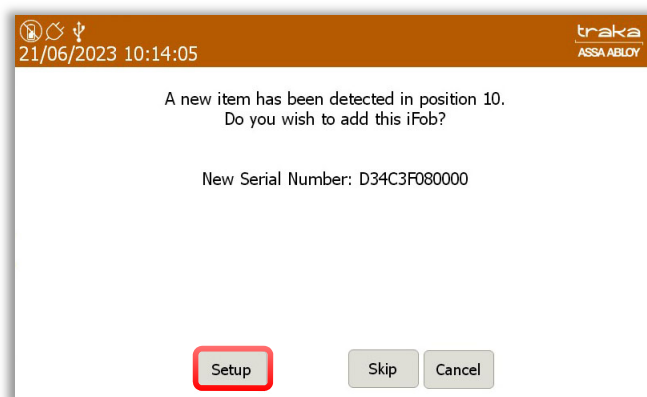 traka
21/06/2023 10:14:05
ASSA ABLOY
A new item has been detected in position 10.
Do you wish to add this iFob?
New Serial Number: D34C3F080000
Setup
Skip
Cancel